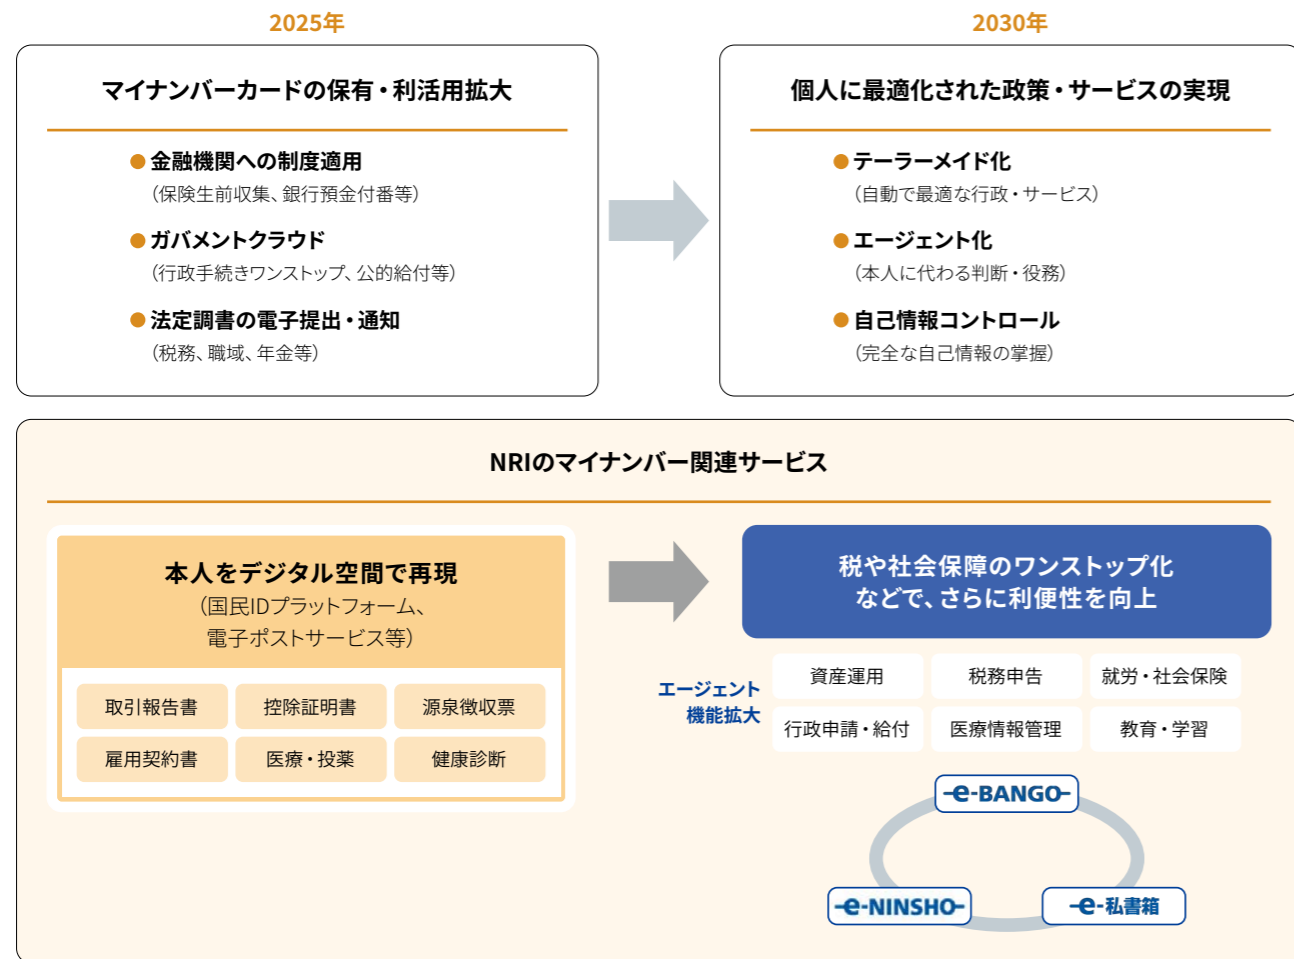 2025年
マイナンバーカードの保有・利活用拡大
●金融機関への制度適用
（保険生前収集、銀行預金付番等）
●ガバメントクラウド
（行政手続きワンストップ、公的給付等）
●法定調書の電子提出・通知
（税務、職域、年金等）
2030年
個人に最適化された政策・サービスの実現
●テーラーメイド化
（自動で最適な行政・サービス）
●エージェント化
（本人に代わる判断・役務）
●自己情報コントロール
（完全な自己情報の掌握）
NRIのマイナンバー関連サービス
本人をデジタル空間で再現
（国民IDプラットフォーム、
電子ポストサービス等）
取引報告書
控除証明書
源泉徴収票
雇用契約書
医療・投薬
健康診断
税や社会保障のワンストップ化
などで、さらに利便性を向上
エージェント
機能拡大
資産運用
税務申告
就労・社会保険
行政申請・給付
医療情報管理
教育・学習
e-BANGO
e-NINSHO
e-私書箱